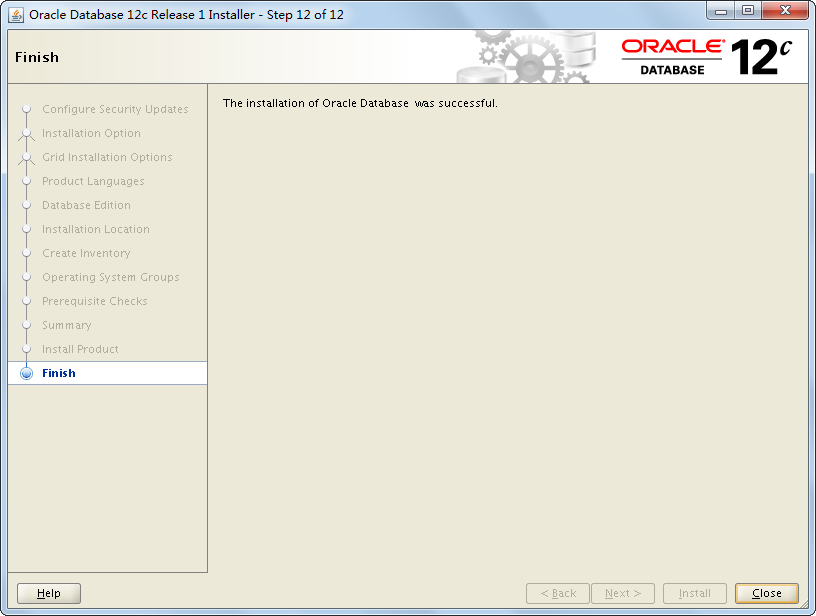 Oracle Database 12c Release 1 Installer - Step 12 of 12
Finish
ORACLE®
DATABASE
12c
Configure Security Updates
Installation Option
Grid Installation Options
Product Languages
Database Edition
Installation Location
Create Inventory
Operating System Groups
Prerequisite Checks
Summary
Install Product
Finish
The installation of Oracle Database was successful.
Help
< Back
Next >
Install
Close